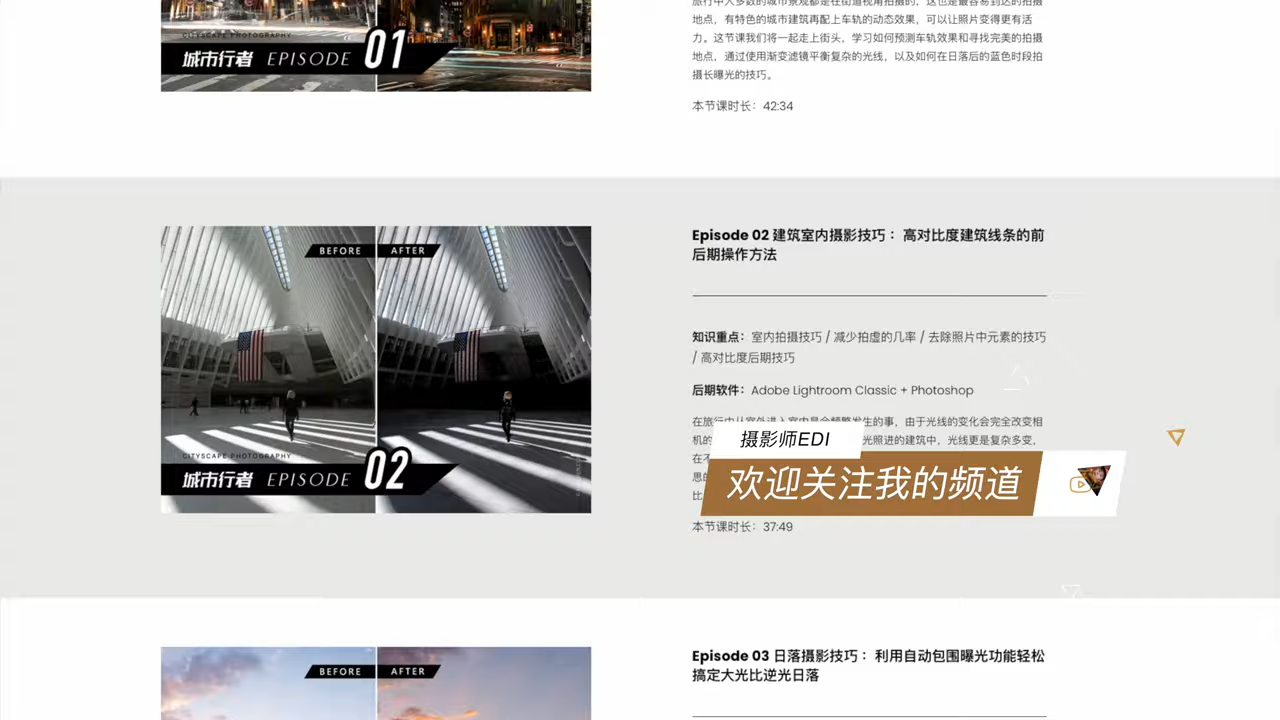 旅行中大多数的城市景观都是在街道视角拍摄的，这也是最容易到达的拍摄
地点，有特色的城市建筑再配上车轨的动态效果，可以让照片变得更有活
力。这节课我们将一起走上街头，学习如何预测车轨效果和寻找完美的拍摄
地点，通过使用渐变滤镜平衡复杂的光线，以及如何在日落后的蓝色时段拍
摄长曝光的技巧。
本节课时长：42:34
CITYSCAPE PHOTOGRAPHY
城市行者 EPISODE 01
BEFORE AFTER
CITYSCAPE PHOTOGRAPHY
城市行者 EPISODE 02
Episode 02 建筑室内摄影技巧： 高对比度建筑线条的前
后期操作方法
知识重点：室内拍摄技巧 / 减少拍虚的几率 / 去除照片中元素的技巧
/ 高对比度后期技巧
后期软件：Adobe Lightroom Classic + Photoshop
在旅行中从室外进入室内是会频繁发生的事，由于光线的变化会完全改变相
机的
光照进的建筑中，光线更是复杂多变，
在不
思的
比
摄影师EDI
欢迎关注我的频道
本节课时长：37:49
BEFORE AFTER
Episode 03 日落摄影技巧： 利用自动包围曝光功能轻松
搞定大光比逆光日落